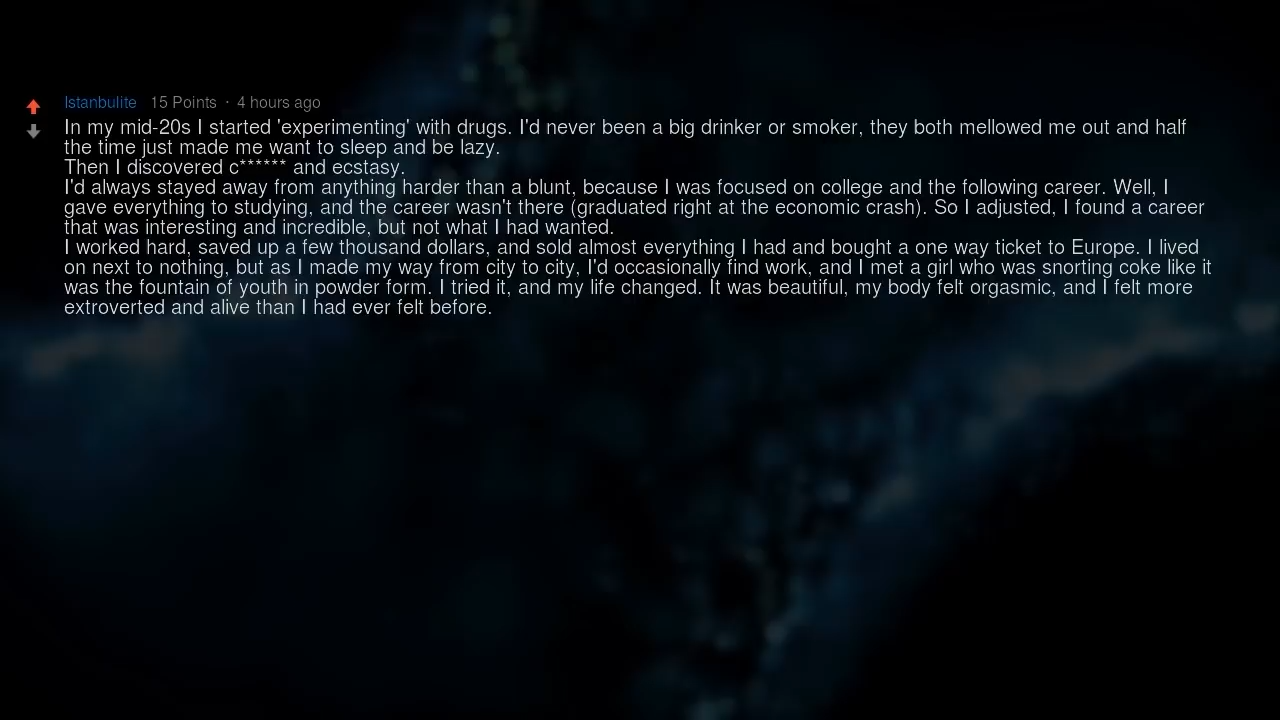 Istanbulite 15 Points · 4 hours ago
In my mid-20s I started 'experimenting' with drugs. I'd never been a big drinker or smoker, they both mellowed me out and half
the time just made me want to sleep and be lazy.
Then I discovered c****** and ecstasy.
I'd always stayed away from anything harder than a blunt, because I was focused on college and the following career. Well, I
gave everything to studying, and the career wasn't there (graduated right at the economic crash). So I adjusted, I found a career
that was interesting and incredible, but not what I had wanted.
I worked hard, saved up a few thousand dollars, and sold almost everything I had and bought a one way ticket to Europe. I lived
on next to nothing, but as I made my way from city to city, I'd occasionally find work, and I met a girl who was snorting coke like it
was the fountain of youth in powder form. I tried it, and my life changed. It was beautiful, my body felt orgasmic, and I felt more
extroverted and alive than I had ever felt before.